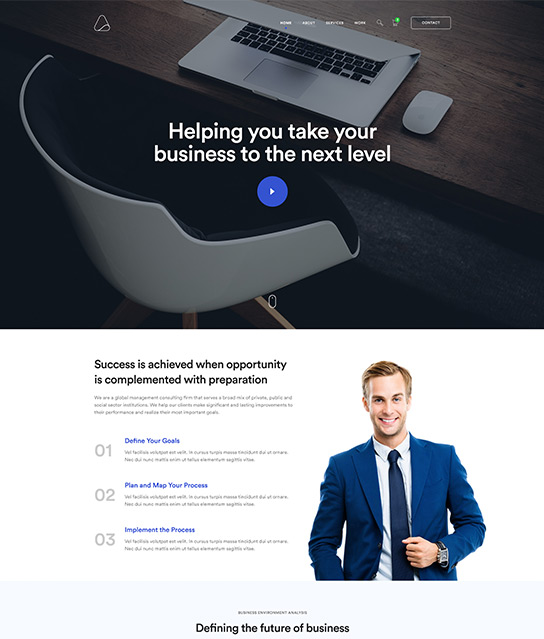 HOME ABOUT SERVICES WORK CONTACT
Helping you take your
business to the next level
Success is achieved when opportunity
is complemented with preparation
We are a global management consulting firm that serves a broad mix of private, public and
social sector institutions. We help our clients make significant and lasting improvements to
their performance and realize their most important goals.
01 Define Your Goals
Vel facilisis volutpat est velit. In cursus turpis massa tincidunt dui ut ornare.
Nec dui nunc mattis enim ut tellus elementum sagittis vitae.
02 Plan and Map Your Process
Vel facilisis volutpat est velit. In cursus turpis massa tincidunt dui ut ornare.
Nec dui nunc mattis enim ut tellus elementum sagittis vitae.
03 Implement the Process
Vel facilisis volutpat est velit. In cursus turpis massa tincidunt dui ut ornare.
Nec dui nunc mattis enim ut tellus elementum sagittis vitae.
BUSINESS ENVIRONMENT ANALYSIS
Defining the future of business